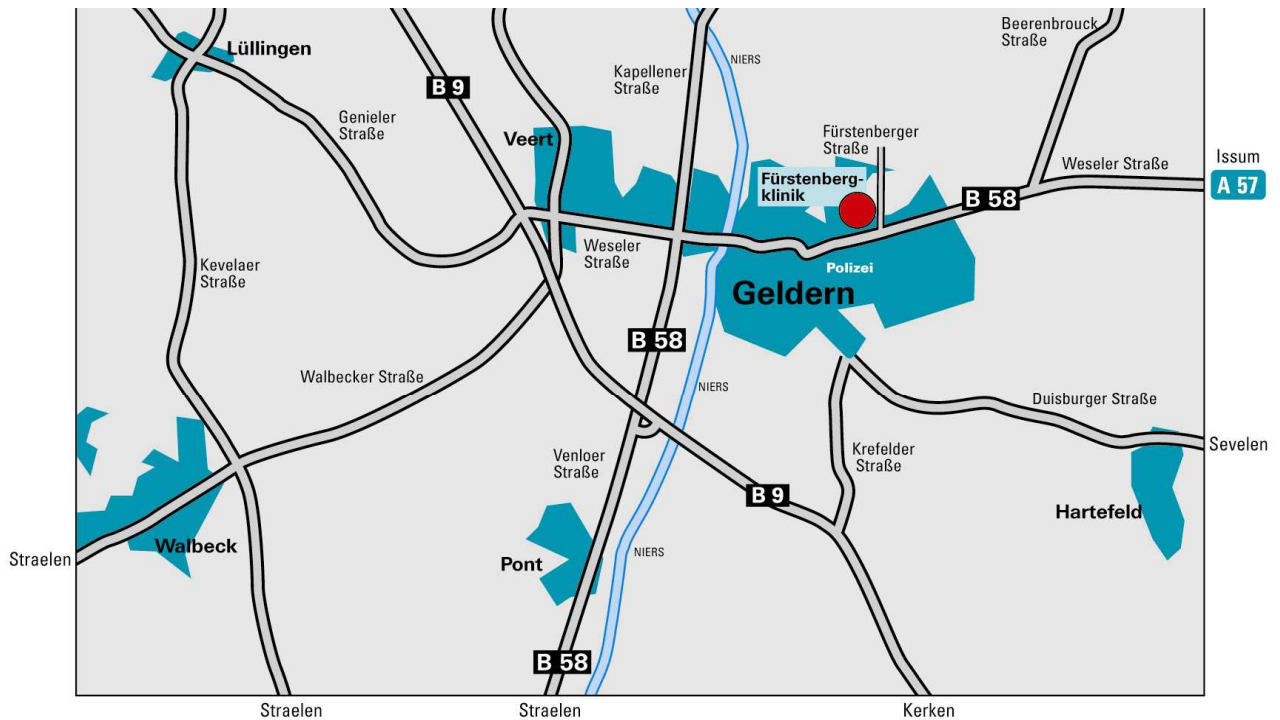 Beerenbrouck
Straße
Lüllingen
NIERS
Kapellener
Straße
B 9
Genieler
Straße
Veert
Fürstenberger
Straße
Issum
A 57
Weseler Straße
Fürstenberg-
klinik
B 58
Weseler
Straße
Kevelaer
Straße
Polizei
Geldern
B 58
Walbecker Straße
NIERS
Duisburger Straße
Sevelen
Venloer
Straße
Krefelder
Straße
B 9
Hartefeld
Walbeck
Straelen
Pont
NIERS
B 58
Straelen
Straelen
Kerken